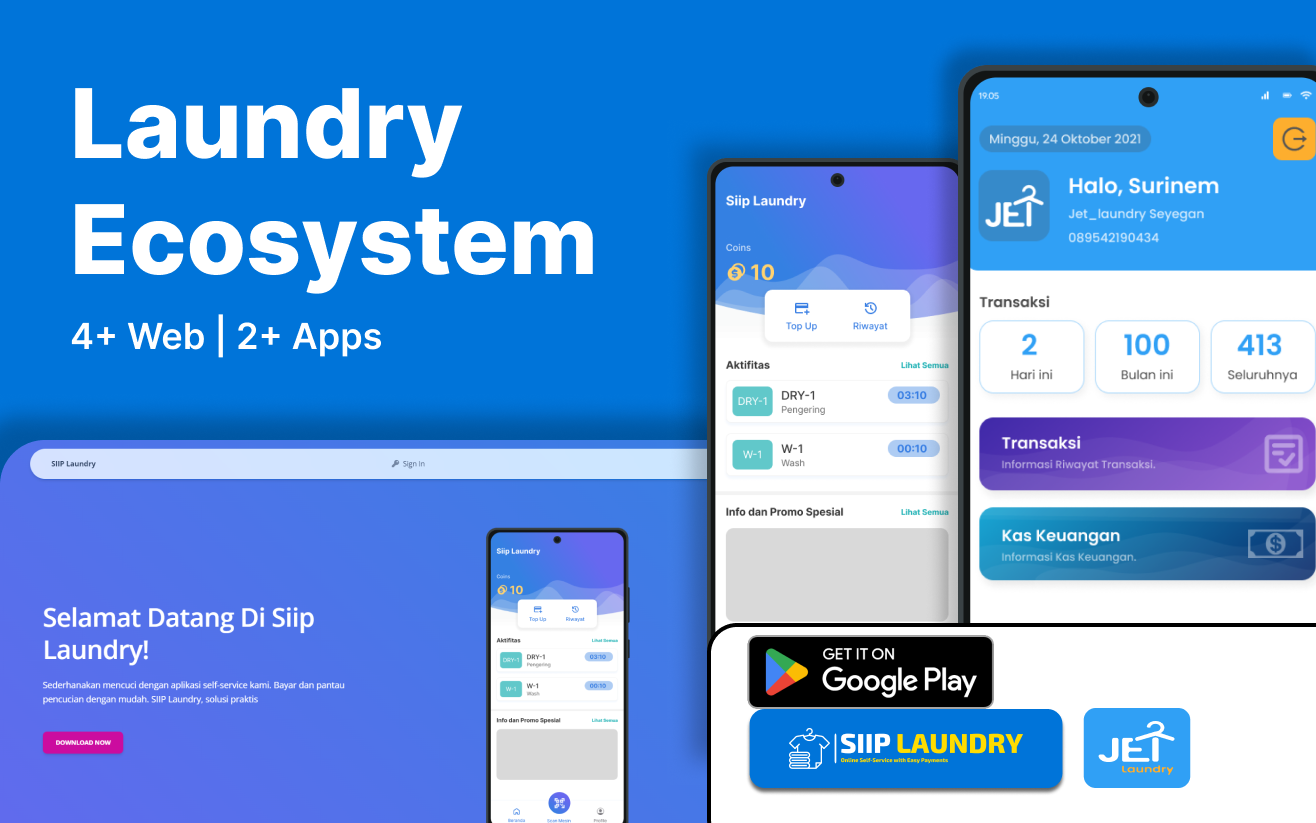 Laundry
Ecosystem
4+ Web | 2+ Apps
SIIP Laundry
Sign In
Selamat Datang Di Siip
Laundry!
Sederhanakan mencuci dengan aplikasi self-service kami. Bayar dan pantau
pencucian dengan mudah. SIIP Laundry, solusi praktis
DOWNLOAD NOW
Siip Laundry
Coins
10
Top Up
Riwayat
Aktifitas
Lihat Semua
DRY-1
DRY-1
Pengering
03:10
W-1
W-1
Wash
00:10
Info dan Promo Spesial
Lihat Semua
Beranda
Scan Mesin
Profile
Siip Laundry
Coins
10
Top Up
Riwayat
Aktifitas
Lihat Semua
DRY-1
DRY-1
Pengering
03:10
W-1
W-1
Wash
00:10
Info dan Promo Spesial
Lihat Semua
19.05
Minggu, 24 Oktober 2021
JET
Halo, Surinem
Jet_laundry Seyegan
089542190434
Transaksi
2
Hari ini
100
Bulan ini
413
Seluruhnya
Transaksi
Informasi Riwayat Transaksi.
Kas Keuangan
Informasi Kas Keuangan.
GET IT ON
Google Play
SIIP LAUNDRY
Online Self-Service with Easy Payments
JET
laundry